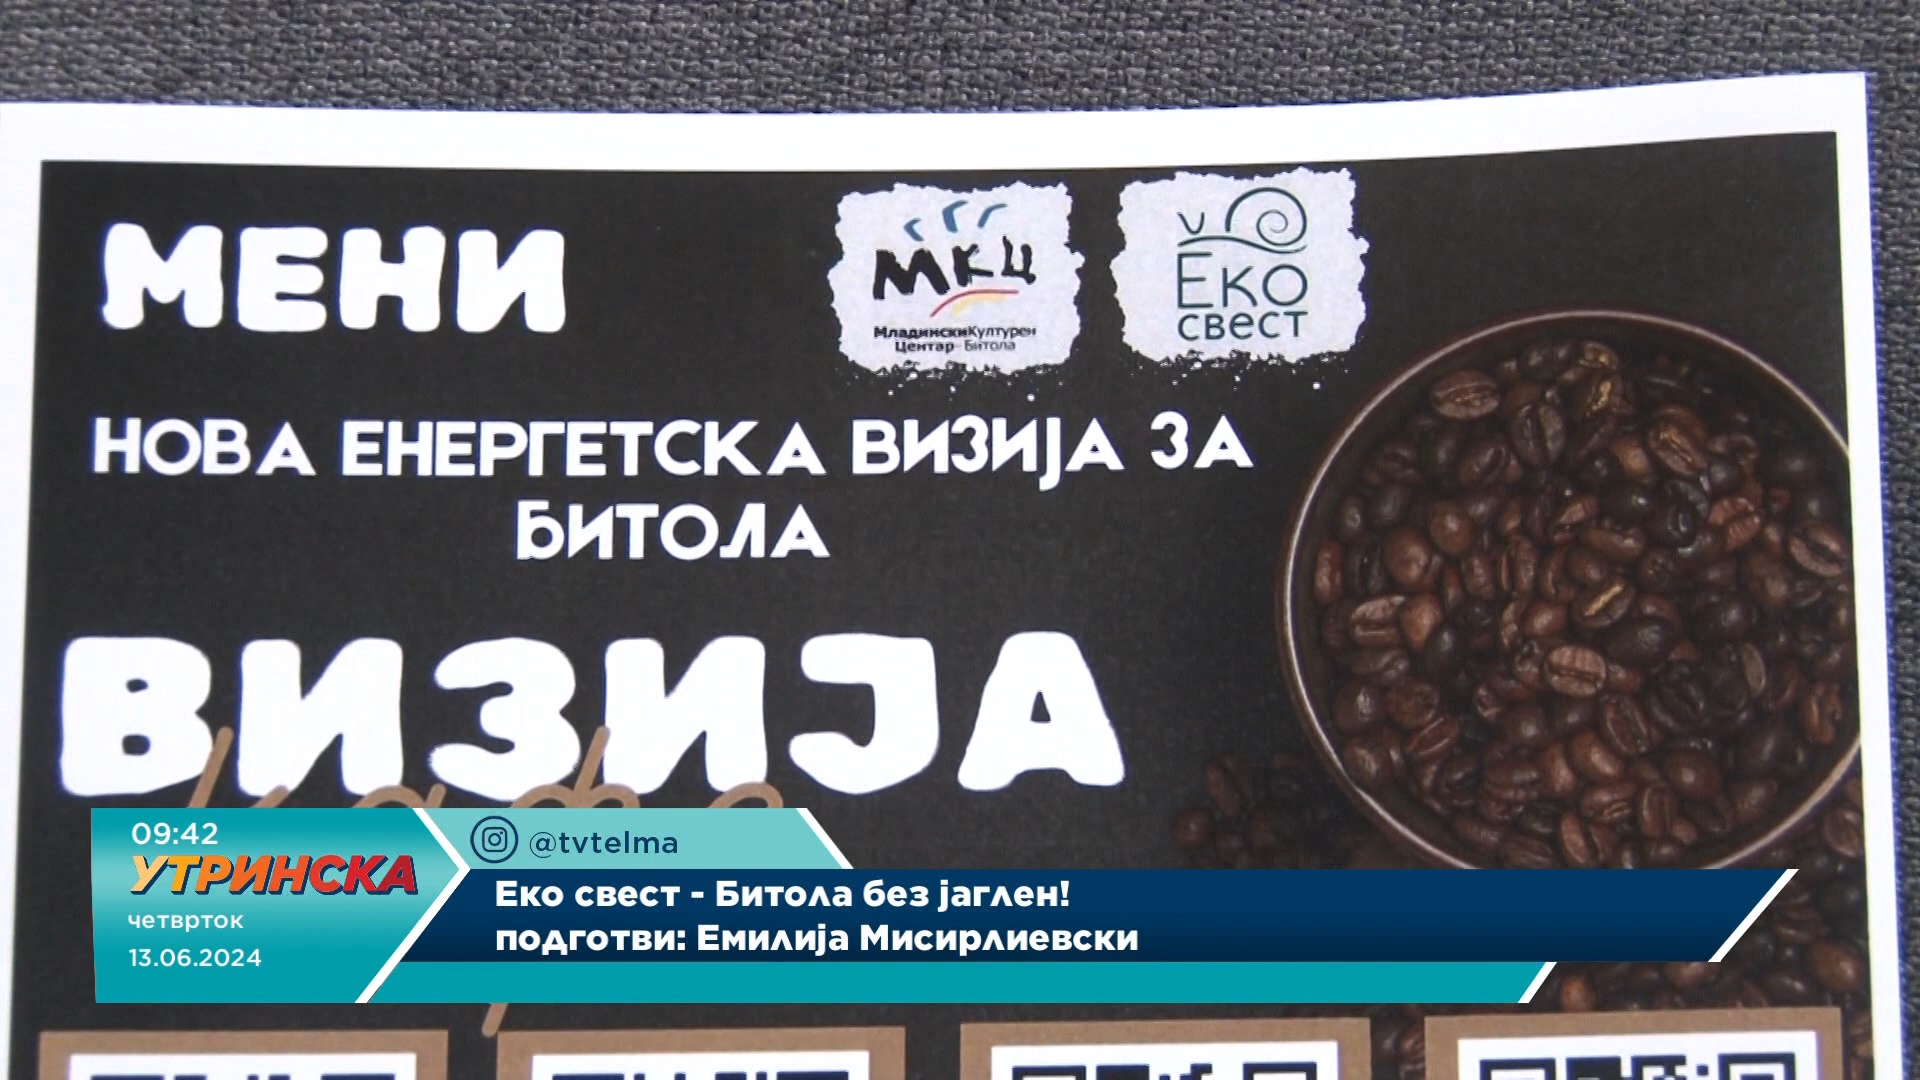 МЕНИ
МКЦ
МладинскиКултурен
Центар - Битола
Еко
свест
НОВА ЕНЕРГЕТСКА ВИЗИЈА ЗА
БИТОЛА
ВИЗИЈА
09:42
УТРИНСКА
четврток
13.06.2024
@tvtelma
Еко свест - Битола без јаглен!
подготви: Емилија Мисирлиевски